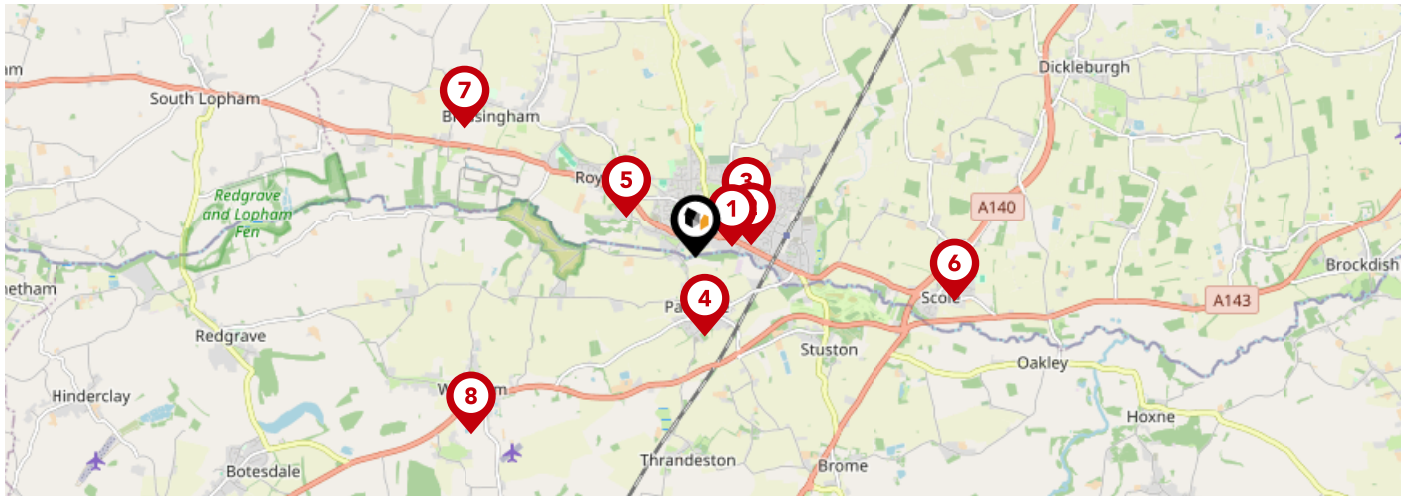 Dickleburgh
South Lopham
7
3
5
Redgrave
and Lopham
Fen
1
A140
6
Brockdish
4
A143
Redgrave
Stuston
Oakley
8
Hinderclay
Hoxne
Botesdale
Thrandeston
Brome